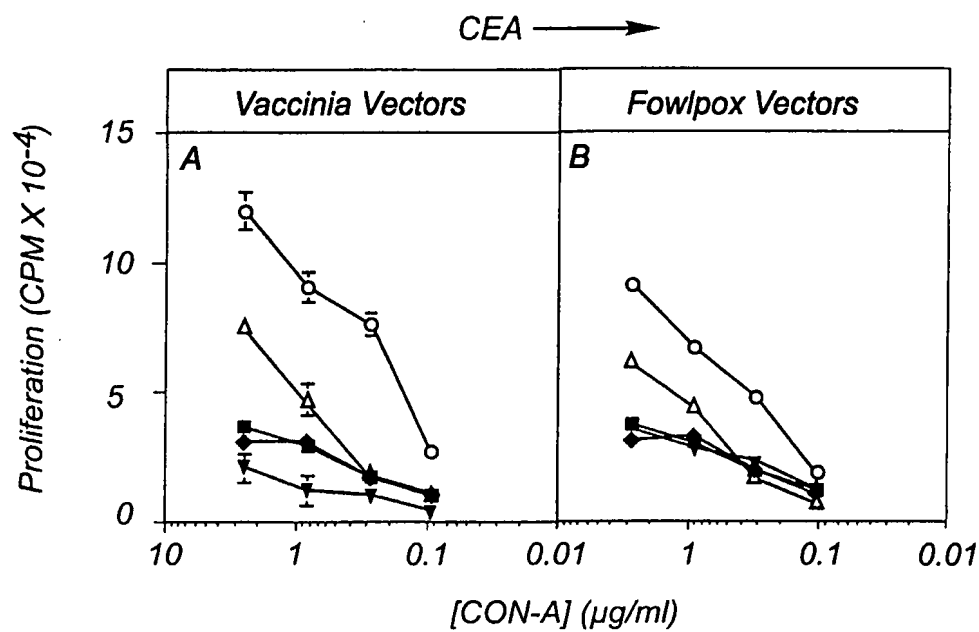 CEA
Vaccinia Vectors
Fowlpox Vectors
A
B
Proliferation (CPM X 10-4)
15
10
5
0
10
1
0.1
0.01
1
0.1
0.01
[CON-A] (µg/ml)